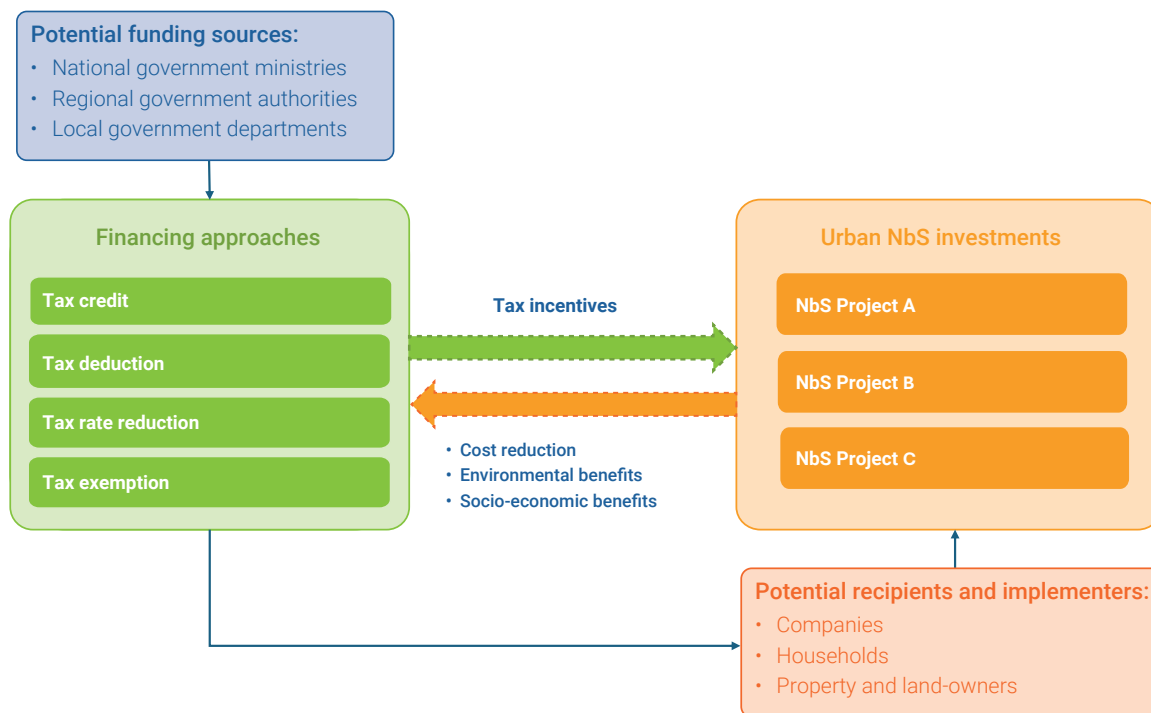 Potential funding sources:
• National government ministries
• Regional government authorities
• Local government departments
Financing approaches
Tax credit
Tax deduction
Tax rate reduction
Tax exemption
Tax incentives
• Cost reduction
• Environmental benefits
• Socio-economic benefits
Urban NbS investments
NbS Project A
NbS Project B
NbS Project C
Potential recipients and implementers:
• Companies
• Households
• Property and land-owners